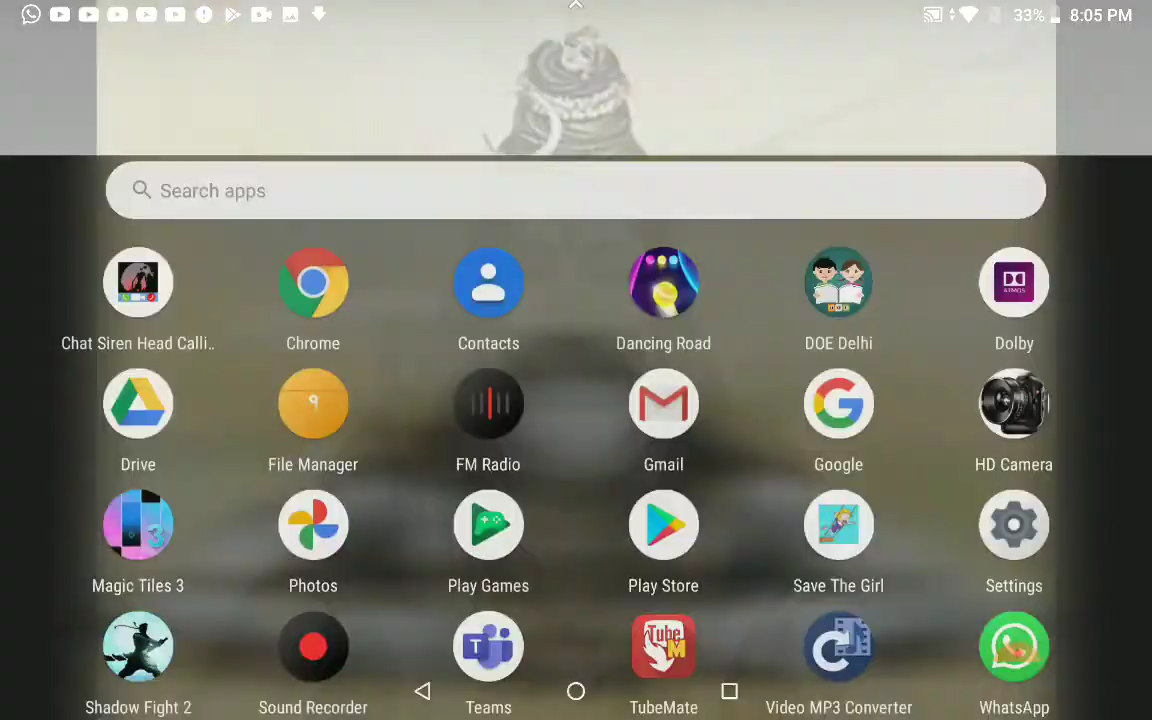 33% 8:05 PM
Search apps
Chat Siren Head Calli.. Chrome Contacts Dancing Road DOE Delhi Dolby
Drive File Manager FM Radio Gmail Google HD Camera
Magic Tiles 3 Photos Play Games Play Store Save The Girl Settings
Shadow Fight 2 Sound Recorder Teams TubeMate Video MP3 Converter WhatsApp